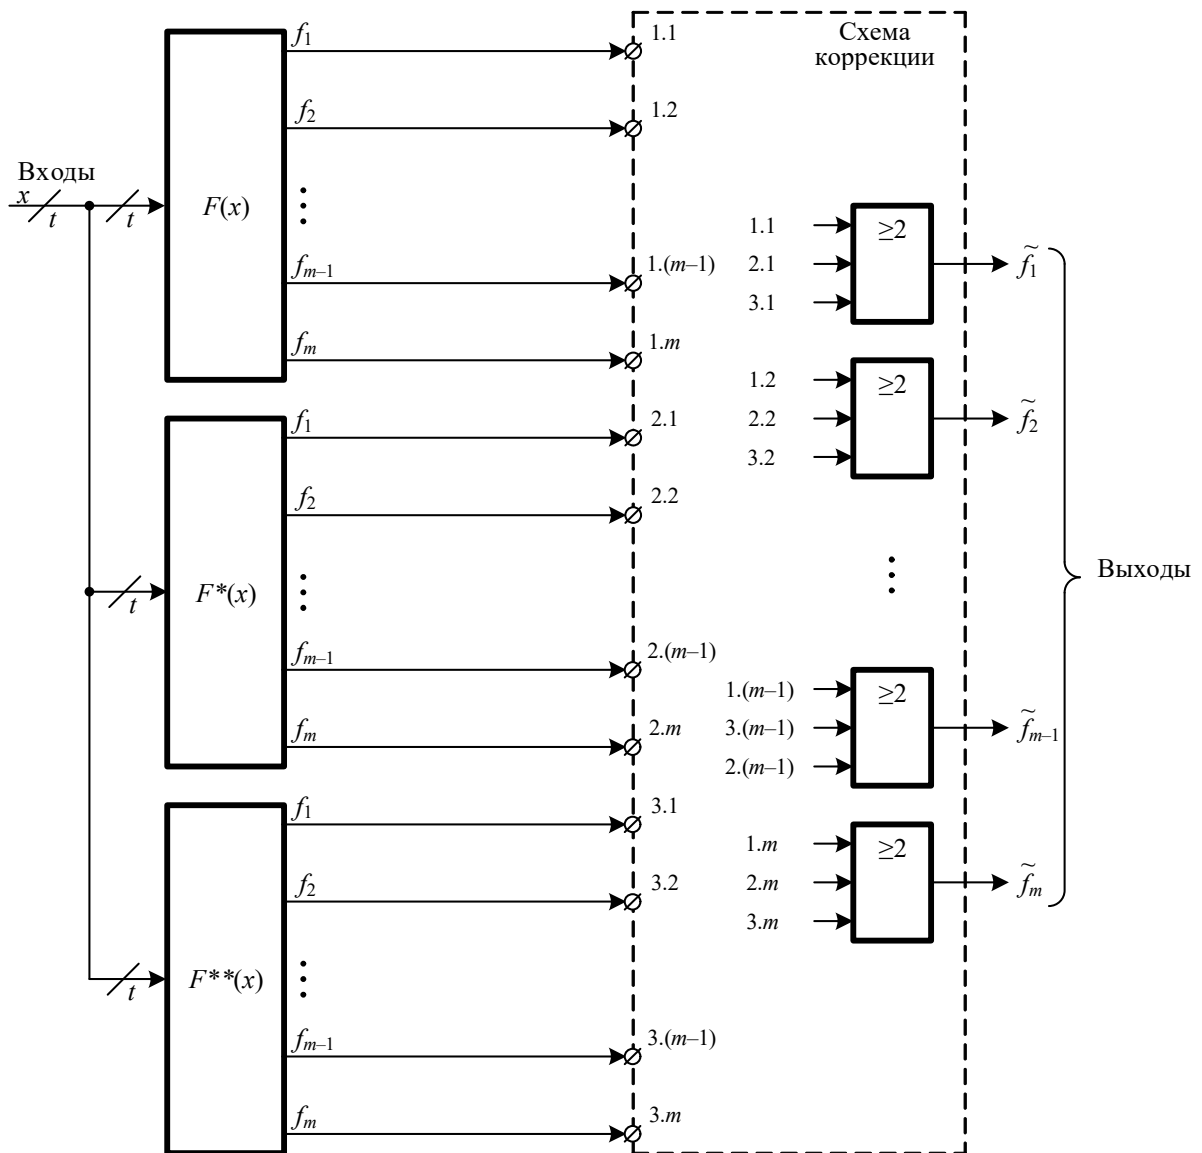 Входы
x
t
t
F(x)
f1
f2
⋮
fm–1
fm
t
F*(x)
f1
f2
⋮
fm–1
fm
t
F**(x)
f1
f2
⋮
fm–1
fm
1.1
1.2
1.(m–1)
1.m
2.1
2.2
2.(m–1)
2.m
3.1
3.2
3.(m–1)
3.m
Схема
коррекции
1.1
2.1
3.1
≥2
f̃1
1.2
2.2
3.2
≥2
f̃2
⋮
1.(m–1)
3.(m–1)
2.(m–1)
≥2
f̃m–1
1.m
2.m
3.m
≥2
f̃m
Выходы